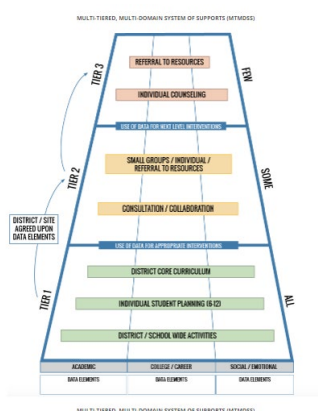 MULTI-TIERED, MULTI-DOMAIN SYSTEM OF SUPPORTS (MTMDSS)
TIER 3
REFERRAL TO RESOURCES
FEW
INDIVIDUAL COUNSELING
USE OF DATA FOR NEXT LEVEL INTERVENTIONS
TIER 2
SMALL GROUPS / INDIVIDUAL /
REFERRAL TO RESOURCES
SOME
CONSULTATION / COLLABORATION
DISTRICT / SITE
AGREED UPON
DATA ELEMENTS
USE OF DATA FOR APPROPRIATE INTERVENTIONS
TIER 1
DISTRICT CORE CURRICULUM
ALL
INDIVIDUAL STUDENT PLANNING (6-12)
DISTRICT / SCHOOL WIDE ACTIVITIES
ACADEMIC
COLLEGE / CAREER
SOCIAL / EMOTIONAL
DATA ELEMENTS
DATA ELEMENTS
DATA ELEMENTS
MULTI-TIERED, MULTI-DOMAIN SYSTEM OF SUPPORTS (MTMDSS)